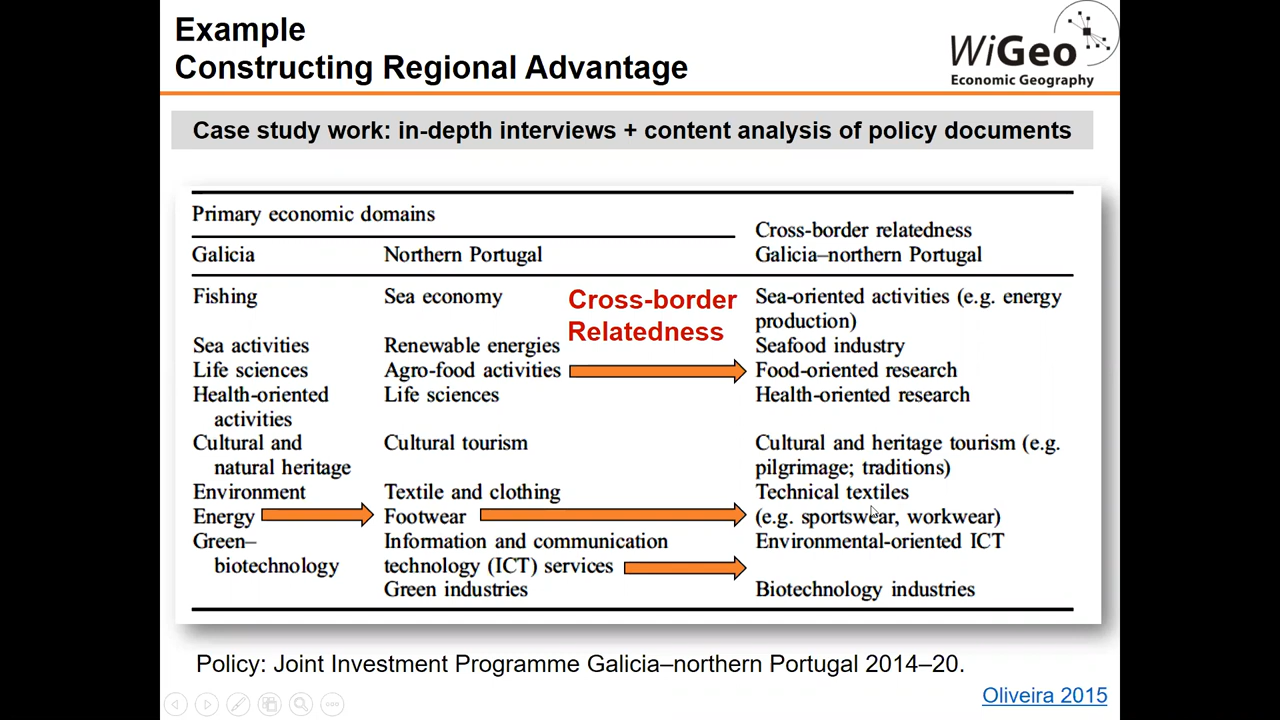 Example
Constructing Regional Advantage
WiGeo
Economic Geography
Case study work: in-depth interviews + content analysis of policy documents
Primary economic domains
Cross-border relatedness
Galicia Northern Portugal Galicia–northern Portugal
Fishing Sea economy Cross-border Sea-oriented activities (e.g. energy
Relatedness production)
Sea activities Renewable energies Seafood industry
Life sciences Agro-food activities Food-oriented research
Health-oriented Life sciences Health-oriented research
activities
Cultural and Cultural tourism Cultural and heritage tourism (e.g.
natural heritage pilgrimage; traditions)
Environment Textile and clothing Technical textiles
Energy Footwear (e.g. sportswear, workwear)
Green– Information and communication Environmental-oriented ICT
biotechnology technology (ICT) services
Green industries Biotechnology industries
Policy: Joint Investment Programme Galicia–northern Portugal 2014–20.
Oliveira 2015